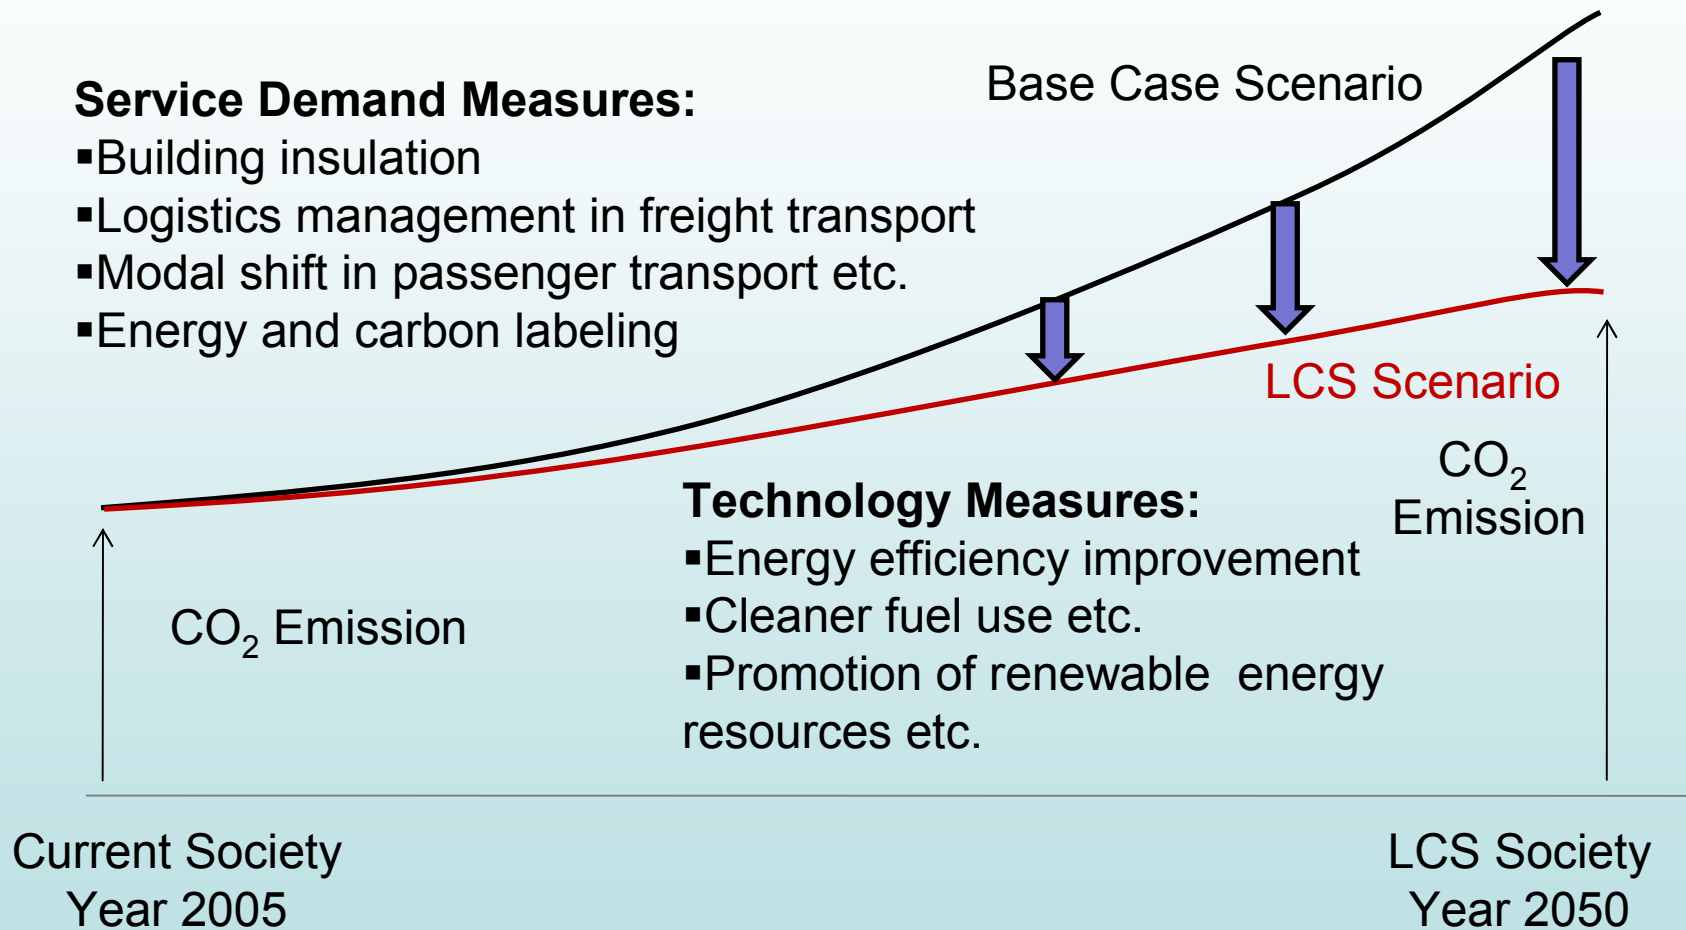 Base Case Scenario
Service Demand Measures:
▪Building insulation
▪Logistics management in freight transport
▪Modal shift in passenger transport etc.
▪Energy and carbon labeling
LCS Scenario
CO₂
Emission
Technology Measures:
▪Energy efficiency improvement
▪Cleaner fuel use etc.
▪Promotion of renewable  energy
resources etc.
CO₂ Emission
Current Society
Year 2005
LCS Society
Year 2050